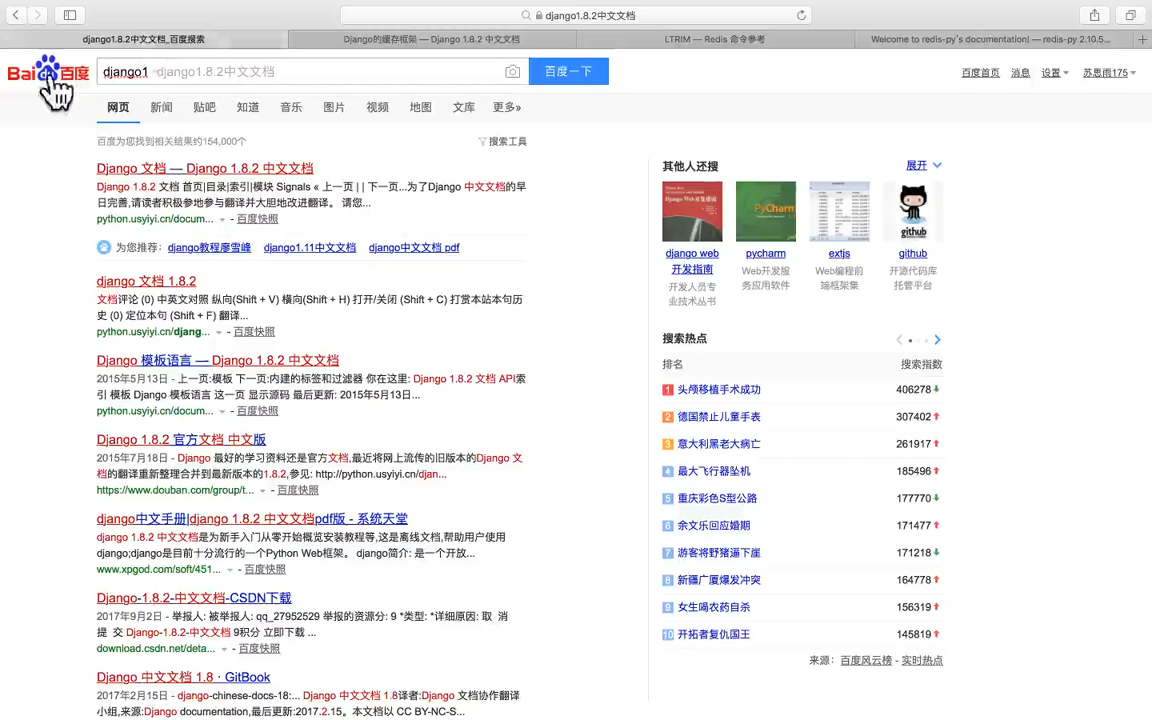 django1.8.2中文文档
django1.8.2中文文档_百度搜索
Django的缓存框架 — Django 1.8.2 中文文档
LTRIM — Redis 命令参考
Welcome to redis-py's documentation! — redis-py 2.10.5...
Bai 百度
django1 django1.8.2中文文档
百度一下
百度首页 消息 设置 苏思雨175
网页 新闻 贴吧 知道 音乐 图片 视频 地图 文库 更多»
百度为您找到相关结果约154,000个
搜索工具
Django 文档 — Django 1.8.2 中文文档
Django 1.8.2 文档 首页|目录|索引|模块 Signals « 上一页 | | 下一页...为了Django 中文文档的早
日完善,请读者积极参地参与翻译并大胆地改进翻译。 请您...
python.usyiyi.cn/docum... - 百度快照
为您推荐: django教程廖雪峰 django1.11中文文档 django中文文档 pdf
django 文档 1.8.2
文档评论 (0) 中英文对照 纵向(Shift + V) 横向(Shift + H) 打开/关闭 (Shift + C) 打赏本站本句历
史 (0) 定位本句 (Shift + F) 翻译...
python.usyiyi.cn/djang... - 百度快照
Django 模板语言 — Django 1.8.2 中文文档
2015年5月13日 - 上一页:模板 下一页:内建的标签和过滤器 你在这里: Django 1.8.2 文档 API索
引 模板 Django 模板语言 这一页 显示源码 最后更新: 2015年5月13日...
python.usyiyi.cn/docum... - 百度快照
Django 1.8.2 官方文档 中文版
2015年7月18日 - Django 最好的学习资料还是官方文档,最近将网上流传的旧版本的Django 文
档的翻译重新整理合并到最新版本的1.8.2,参见: http://python.usyiyi.cn/djan...
https://www.douban.com/group/t... - 百度快照
django中文手册|django 1.8.2 中文文档pdf版 - 系统天堂
django 1.8.2 中文文档是为新手入门从零开始概览安装教程等,这是离线文档,帮助用户使用
django;django是目前十分流行的一个Python Web框架。 django简介: 是一个开放...
www.xpgod.com/soft/451... - 百度快照
Django-1.8.2-中文文档-CSDN下载
2017年9月2日 - 举报人: 被举报人: qq_27952529 举报的资源分: 9 *类型: *详细原因: 取 消
提 交 Django-1.8.2-中文文档 9积分 立即下载 ...
download.csdn.net/deta... - 百度快照
Django 中文文档 1.8 · GitBook
2017年2月15日 - django-chinese-docs-18:... Django 中文文档 1.8译者:Django 文档协作翻译
小组,来源:Django documentation,最后更新:2017.2.15。本文档以 CC BY-NC-S...
其他人还搜
展开
PyCharm
github
django web pycharm extjs github
开发指南 Web开发服 Web编程前 开源代码库
开发人员专 务应用软件 端框架集 托管平台
业技术丛书
搜索热点
排名 搜索指数
1 头颅移植手术成功 406278
2 德国禁止儿童手表 307402
3 意大利黑老大病亡 261917
4 最大飞行器坠机 185496
5 重庆彩色S型公路 177770
6 余文乐回应婚期 171477
7 游客将野猪逼下崖 171218
8 新疆广厦爆发冲突 164778
9 女生喝农药自杀 156319
10 开拓者复仇国王 145819
来源: 百度风云榜 - 实时热点